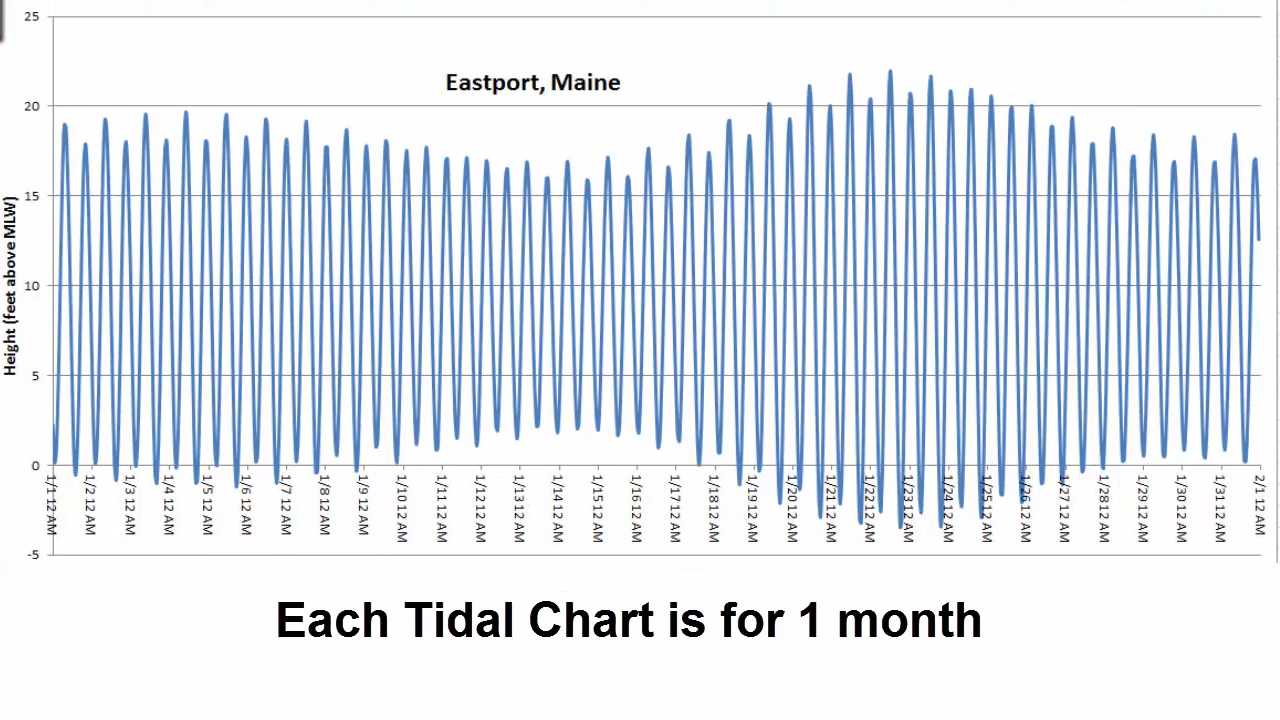 25
Eastport, Maine
20
15
10
5
0
-5
Height (feet above MLW)
1/1 12 AM
1/2 12 AM
1/3 12 AM
1/4 12 AM
1/5 12 AM
1/6 12 AM
1/7 12 AM
1/8 12 AM
1/9 12 AM
1/10 12 AM
1/11 12 AM
1/12 12 AM
1/13 12 AM
1/14 12 AM
1/15 12 AM
1/16 12 AM
1/17 12 AM
1/18 12 AM
1/19 12 AM
1/20 12 AM
1/21 12 AM
1/22 12 AM
1/23 12 AM
1/24 12 AM
1/25 12 AM
1/26 12 AM
1/27 12 AM
1/28 12 AM
1/29 12 AM
1/30 12 AM
1/31 12 AM
2/1 12 AM
Each Tidal Chart is for 1 month